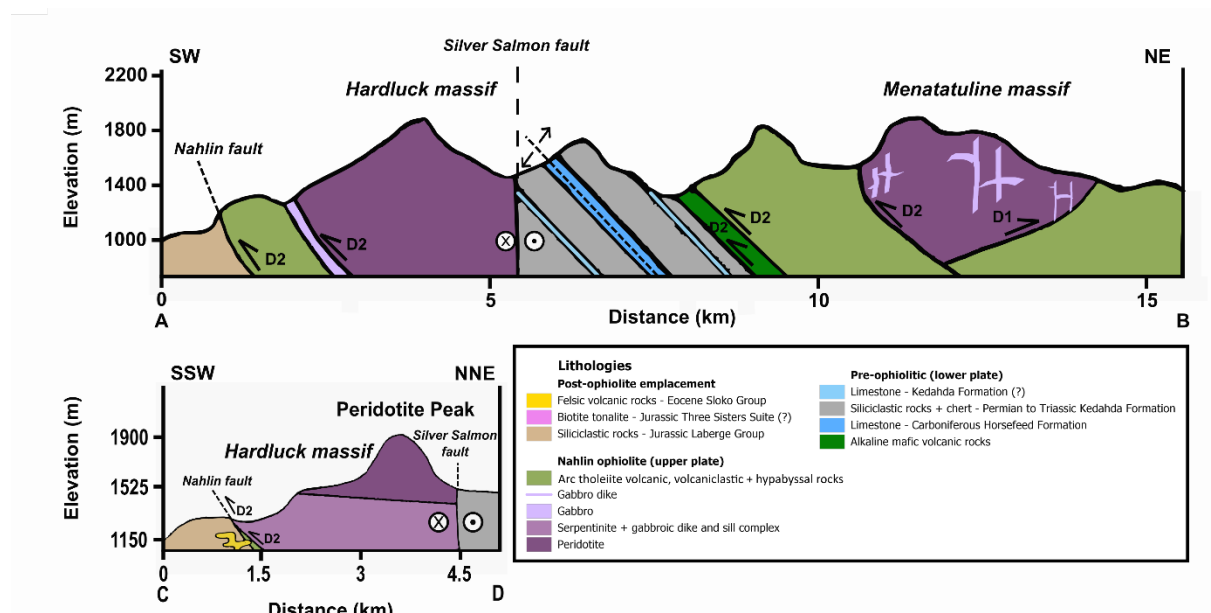 Silver Salmon fault
SW
NE
2200
Hardluck massif
Menatatuline massif
Elevation (m)
1800
Nahlin fault
1400
D2
D2
D2
D1
1000
X
D2
D2
D2
0
5
10
15
A
Distance (km)
B
SSW
NNE
Peridotite Peak
Silver Salmon
fault
1900
Hardluck massif
Elevation (m)
Nahlin fault
1525
D2
X
D2
1150
0
1.5
3
4.5
C
D
Distance (km)
Lithologies
Post-ophiolite emplacement
Felsic volcanic rocks - Eocene Sloko Group
Biotite tonalite - Jurassic Three Sisters Suite (?)
Siliciclastic rocks - Jurassic Laberge Group
Nahlin ophiolite (upper plate)
Arc tholeiite volcanic, volcaniclastic + hypabyssal rocks
Gabbro dike
Gabbro
Serpentinite + gabbroic dike and sill complex
Peridotite
Pre-ophiolitic (lower plate)
Limestone - Kedahda Formation (?)
Siliciclastic rocks + chert - Permian to Triassic Kedahda Formation
Limestone - Carboniferous Horsefeed Formation
Alkaline mafic volcanic rocks